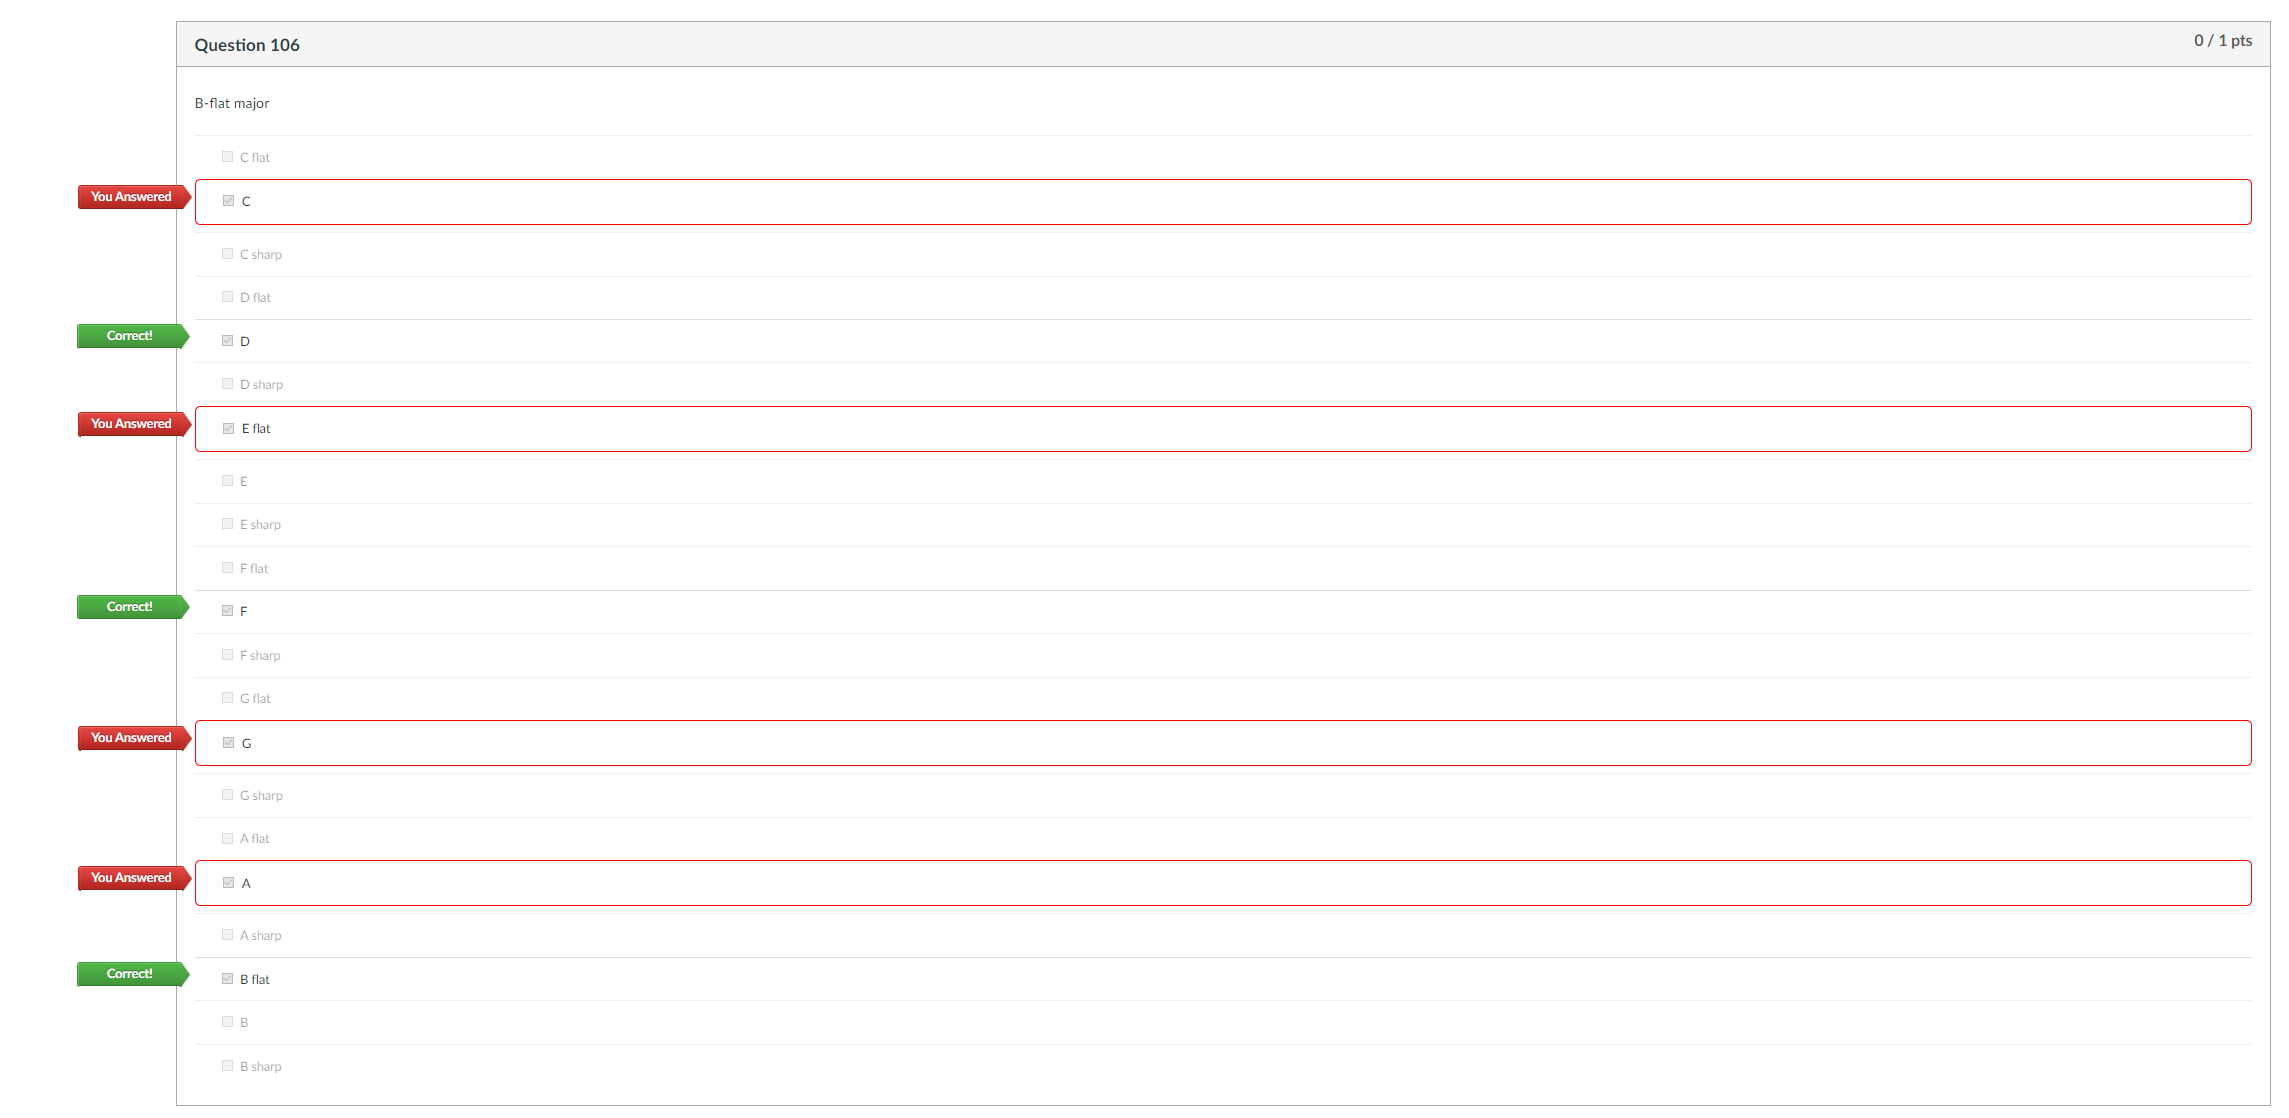 Question 106
0 / 1 pts
B-flat major
C flat
You Answered
C
C sharp
D flat
Correct!
D
D sharp
You Answered
E flat
E
E sharp
F flat
Correct!
F
F sharp
G flat
You Answered
G
G sharp
A flat
You Answered
A
A sharp
Correct!
B flat
B
B sharp